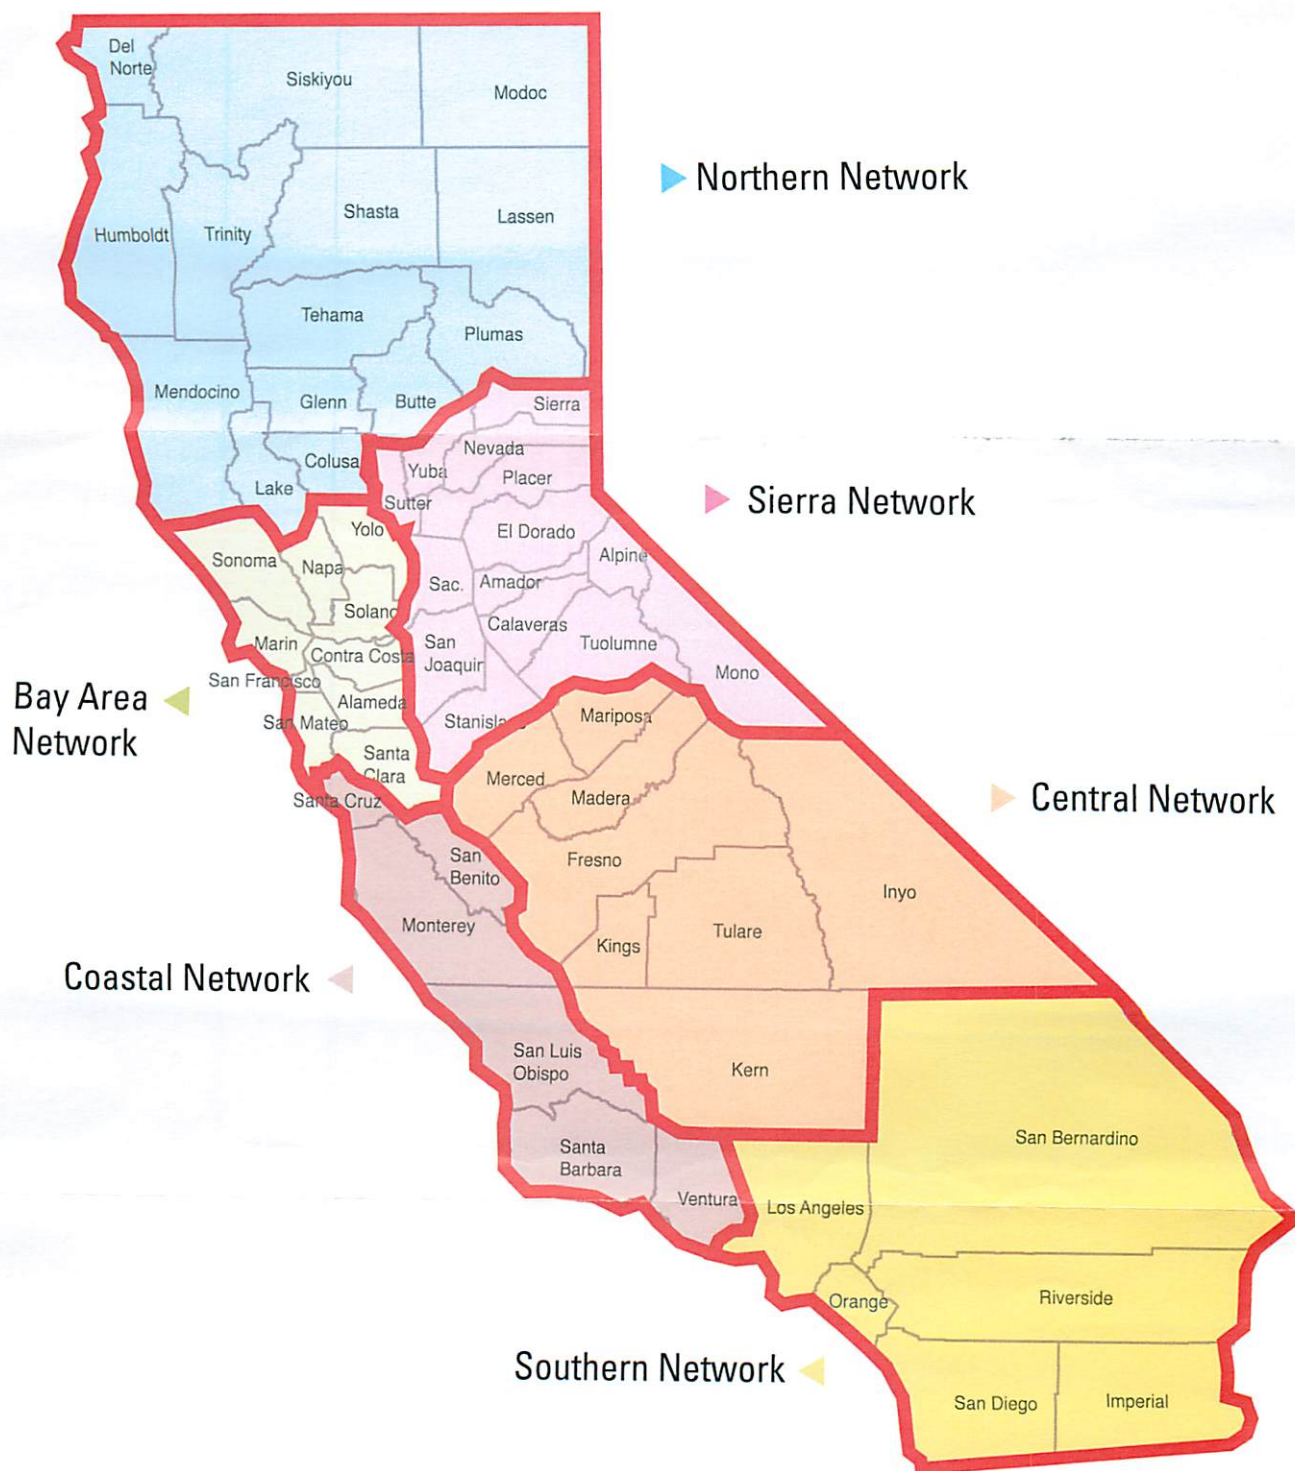 Del
Norte
Siskiyou
Modoc
Northern Network
Humboldt
Trinity
Shasta
Lassen
Tehama
Plumas
Mendocino
Glenn
Butte
Sierra
Colusa
Lake
Nevada
Yuba
Placer
Sutter
Sierra Network
Yolo
El Dorado
Alpine
Sonoma
Napa
Sac.
Amador
Solano
Calaveras
Marin
Contra Costa
San
Joaquin
Tuolumne
Mono
San Francisco
Bay Area
Network
Alameda
San Mateo
Stanisla
Mariposa
Santa
Clara
Merced
Madera
Central Network
Santa Cruz
San
Benito
Fresno
Inyo
Monterey
Kings
Tulare
Coastal Network
San Luis
Obispo
Kern
San Bernardino
Santa
Barbara
Ventura
Los Angeles
Orange
Riverside
Southern Network
San Diego
Imperial